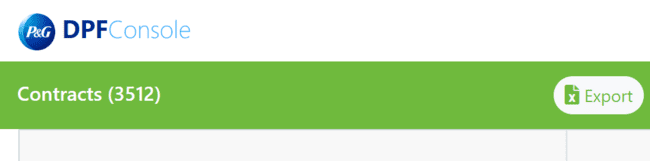 P&G DPFConsole
Contracts (3512)
Export